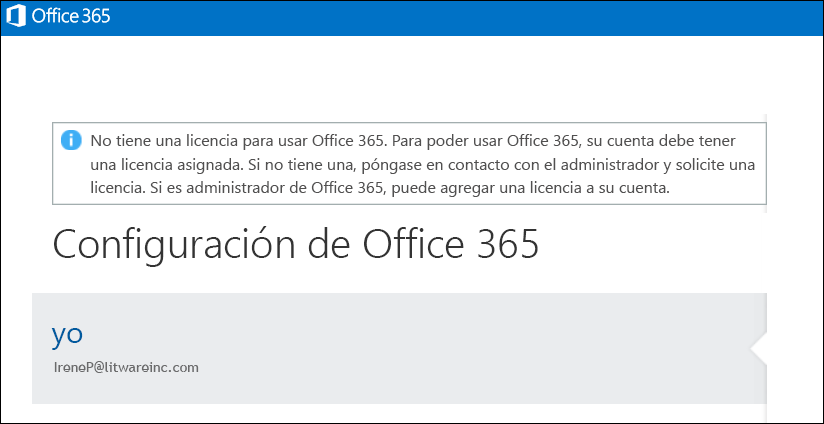 Office 365
No tiene una licencia para usar Office 365. Para poder usar Office 365, su cuenta debe tener
una licencia asignada. Si no tiene una, póngase en contacto con el administrador y solicite una
licencia. Si es administrador de Office 365, puede agregar una licencia a su cuenta.
Configuración de Office 365
yo
IreneP@litwareinc.com